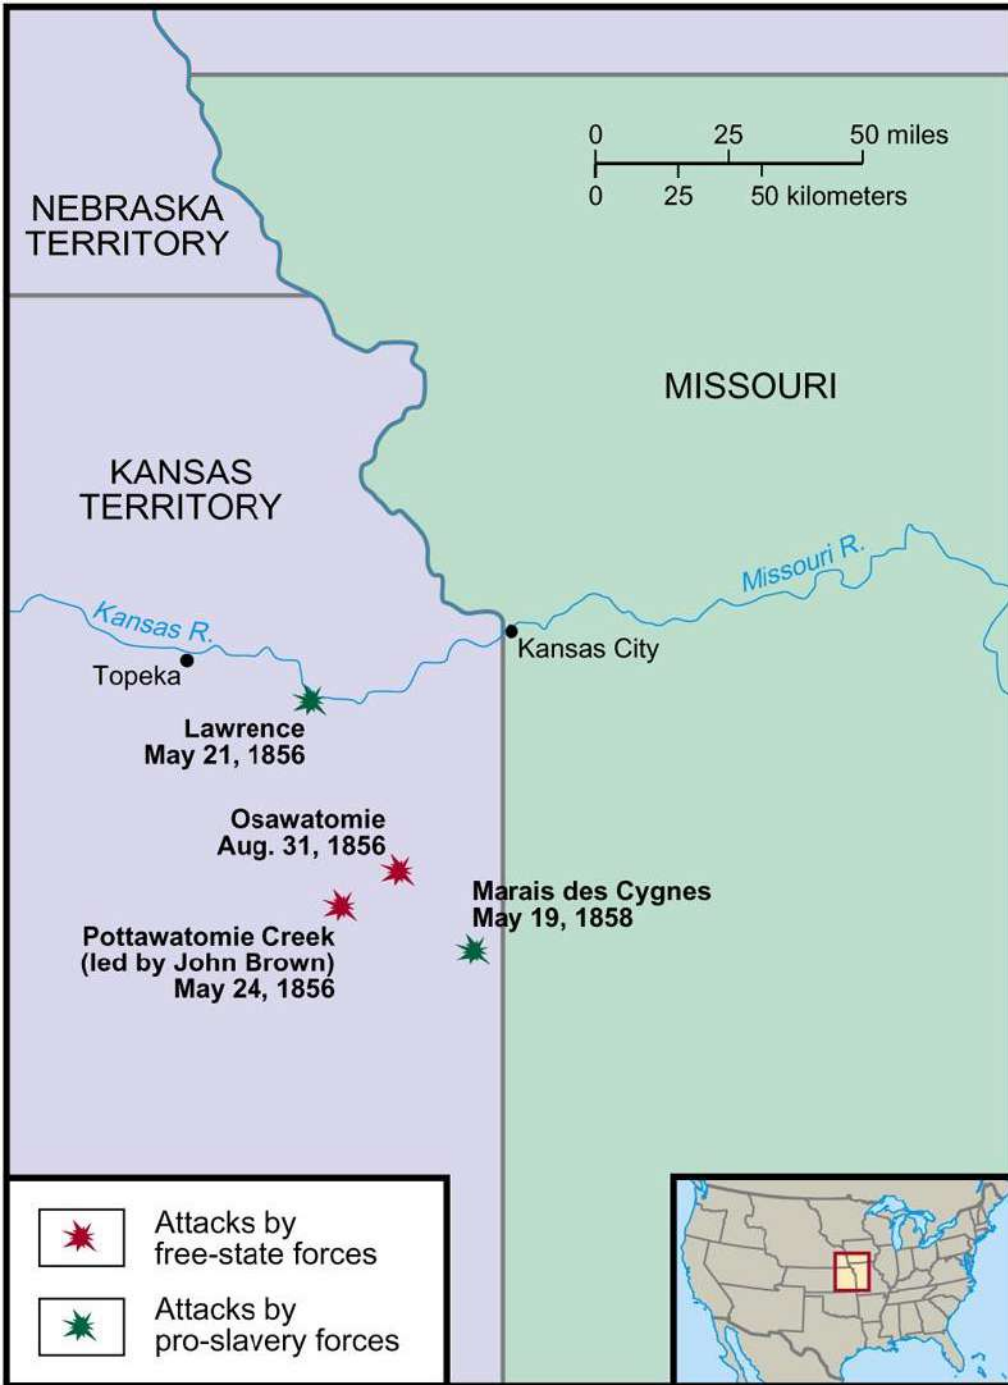 0 25 50 miles
0 25 50 kilometers
NEBRASKA
TERRITORY
MISSOURI
KANSAS
TERRITORY
Missouri R.
Kansas R.
Kansas City
Topeka
Lawrence
May 21, 1856
Osawatomie
Aug. 31, 1856
Marais des Cygnes
May 19, 1858
Pottawatomie Creek
(led by John Brown)
May 24, 1856
Attacks by
free-state forces
Attacks by
pro-slavery forces